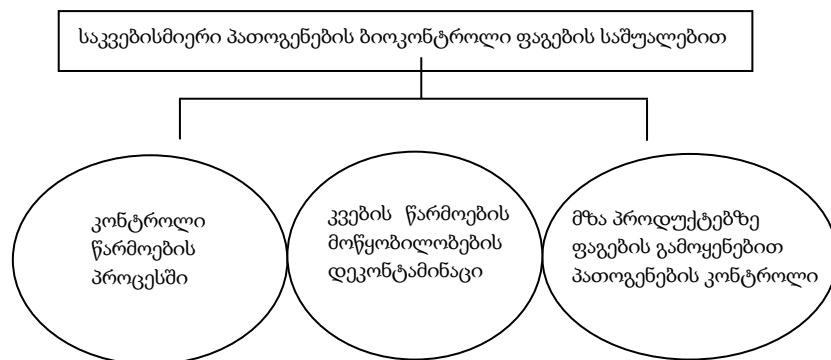 საკვებისმიერი პათოგენების ბიოკონტროლი ფაგების საშუალებით
კონტროლი
წარმოების
პროცესში
კვების წარმოების
მოწყობილობების
დეკონტამინაცი
მზა პროდუქტებზე
ფაგების გამოყენებით
პათოგენების კონტროლი